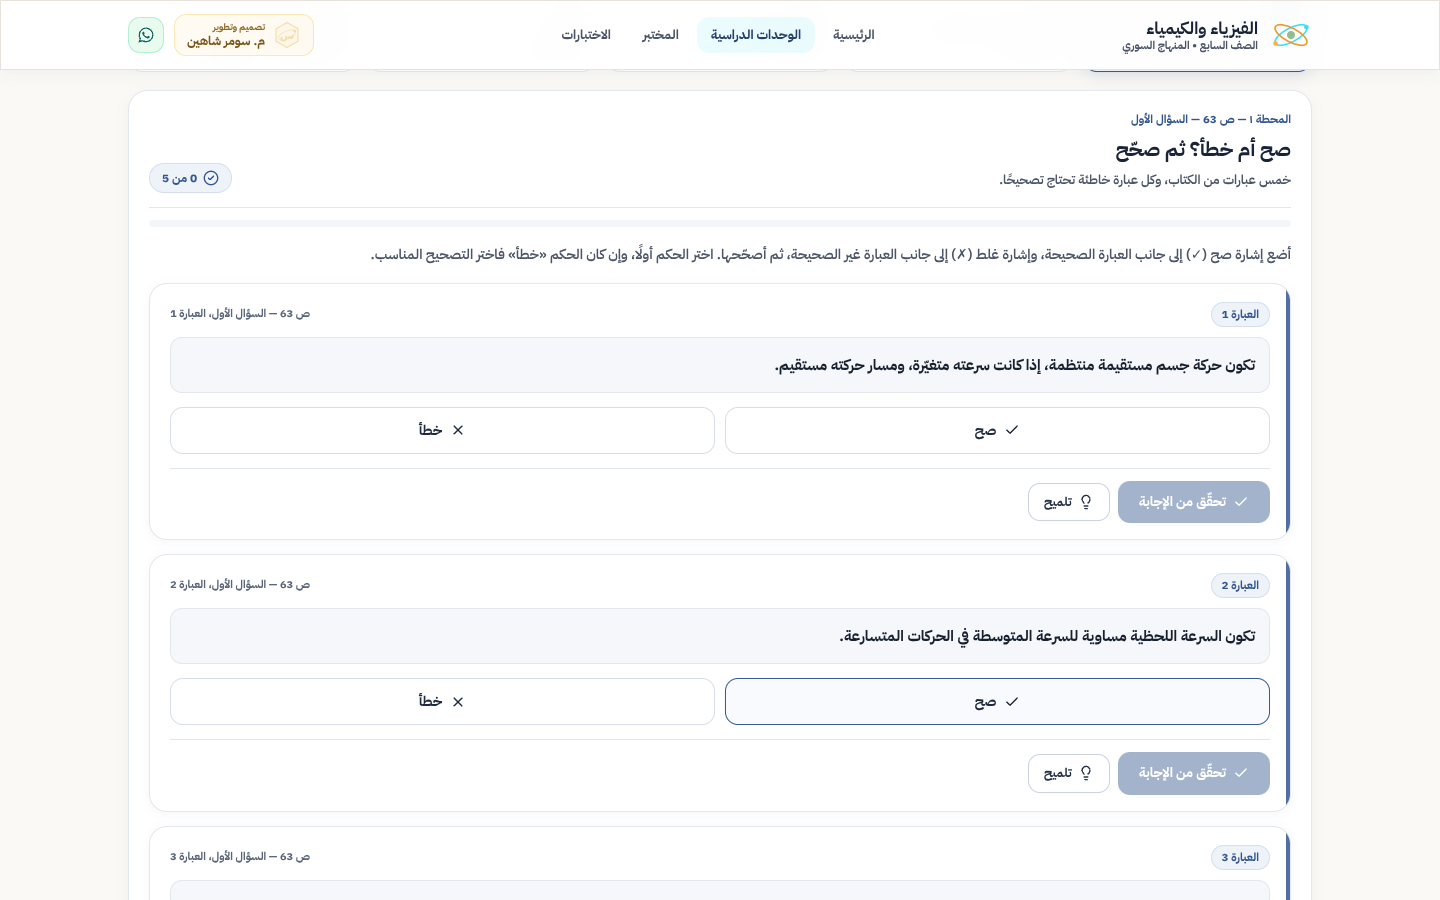 الفيزياء والكيمياء
الصف السابع • المنهاج السوري
الرئيسية
الوحدات الدراسية
المختبر
الاختبارات
تصميم وتطوير
م. سومر شاهين
المحطة ١ — ص 63 — السؤال الأول
صح أم خطأ؟ ثم صحّح
خمس عبارات من الكتاب، وكل عبارة خاطئة تحتاج تصحيحًا.
0 من 5
أضع إشارة صح (✓) إلى جانب العبارة الصحيحة، وإشارة غلط (✗) إلى جانب العبارة غير الصحيحة، ثم أصحّحها. اختر الحكم أولًا، وإن كان الحكم «خطأ» فاختر التصحيح المناسب.
العبارة 1
ص 63 — السؤال الأول، العبارة 1
تكون حركة جسم مستقيمة منتظمة، إذا كانت سرعته متغيّرة، ومسار حركته مستقيم.
صح
خطأ
تحقّق من الإجابة
تلميح
العبارة 2
ص 63 — السؤال الأول، العبارة 2
تكون السرعة اللحظية مساوية للسرعة المتوسطة في الحركات المتسارعة.
صح
خطأ
تحقّق من الإجابة
تلميح
العبارة 3
ص 63 — السؤال الأول، العبارة 3